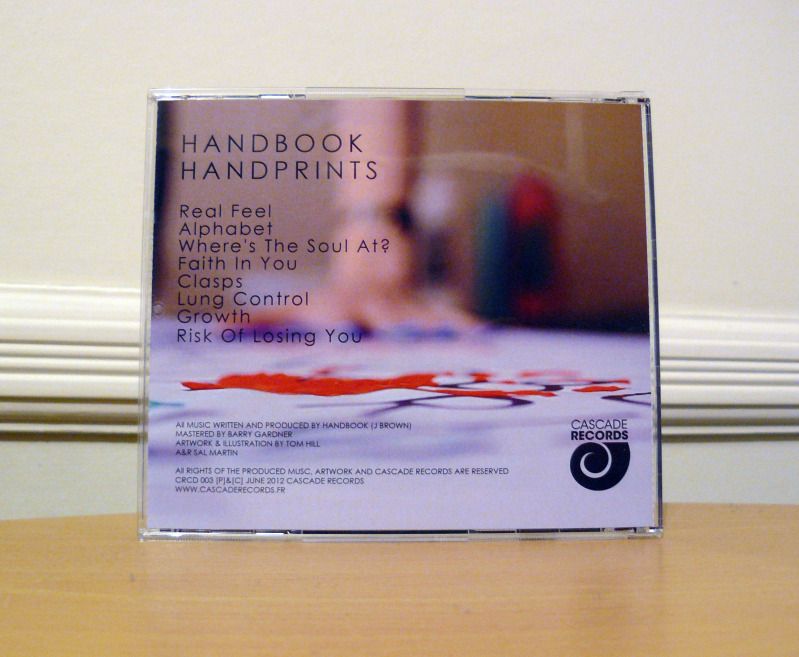 HANDBOOK
HANDPRINTS
Real Feel
Alphabet
Where's The Soul At?
Faith In You
Clasps
Lung Control
Growth
Risk Of Losing You
All MUSIC WRITTEN AND PRODUCED BY HANDBOOK (J BROWN)
MASTERED BY BARRY GARDNER
ARTWORK & ILLUSTRATION BY TOM HILL
A&R SAL MARTIN
All RIGHTS OF THE PRODUCED MUSC, ARTWORK AND CASCADE RECORDS ARE RESERVED
CRCD 003 [P]&[C] JUNE 2012 CASCADE RECORDS
WWW.CASCADERECORDS.FR
CASCADE
RECORDS